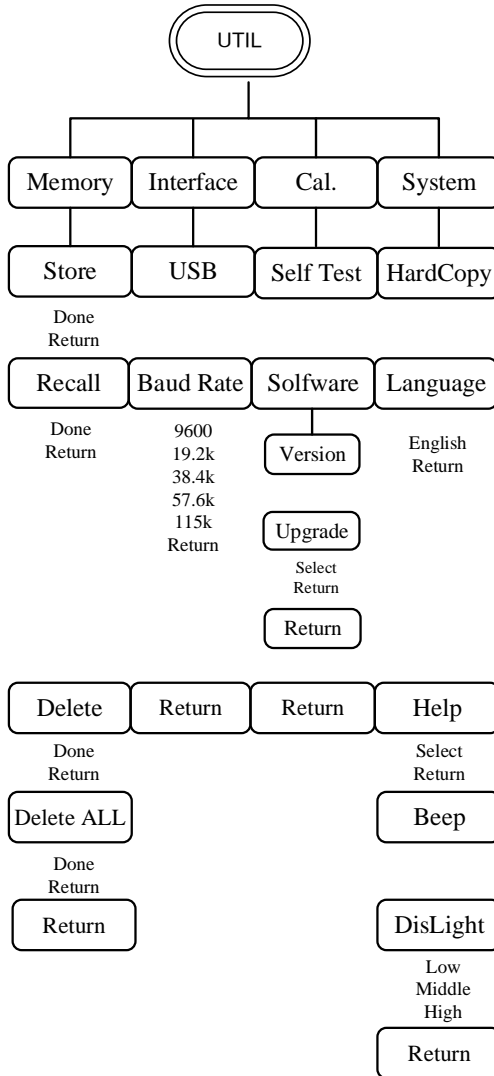 UTIL
Memory Interface Cal. System
Store USB Self Test HardCopy
Done
Return
Recall Baud Rate Solfware Language
Done
Return
9600
19.2k
38.4k
57.6k
115k
Return
Version
Upgrade
Select
Return
Return
English
Return
Delete Return Return Help
Done
Return
Select
Return
Delete ALL Beep
Done
Return
Return DisLight
Low
Middle
High
Return